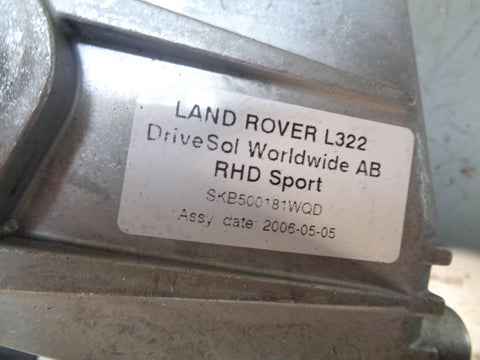 LAND ROVER L322
DriveSol Worldwide AB
RHD Sport
SKB500181WQD
Assy. date: 2006-05-05